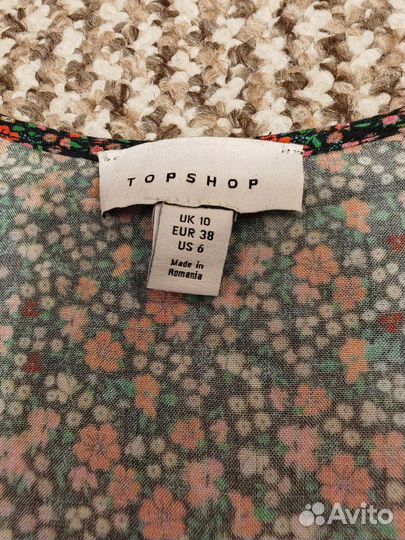 TOPSHOP
UK 10
EUR 38
US 6
Made in
Romania
Avito